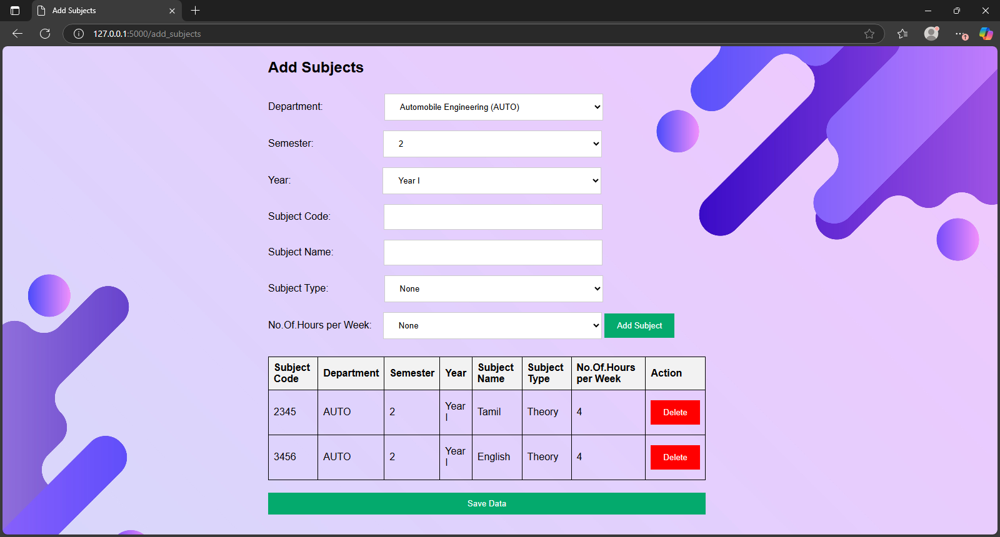 Add Subjects
127.0.0.1:5000/add_subjects
Add Subjects
Department: Automobile Engineering (AUTO)
Semester: 2
Year: Year I
Subject Code:
Subject Name:
Subject Type: None
No.Of.Hours per Week: None Add Subject
Subject Code Department Semester Year Subject Name Subject Type No.Of.Hours per Week Action
2345 AUTO 2 Year I Tamil Theory 4 Delete
3456 AUTO 2 Year I English Theory 4 Delete
Save Data